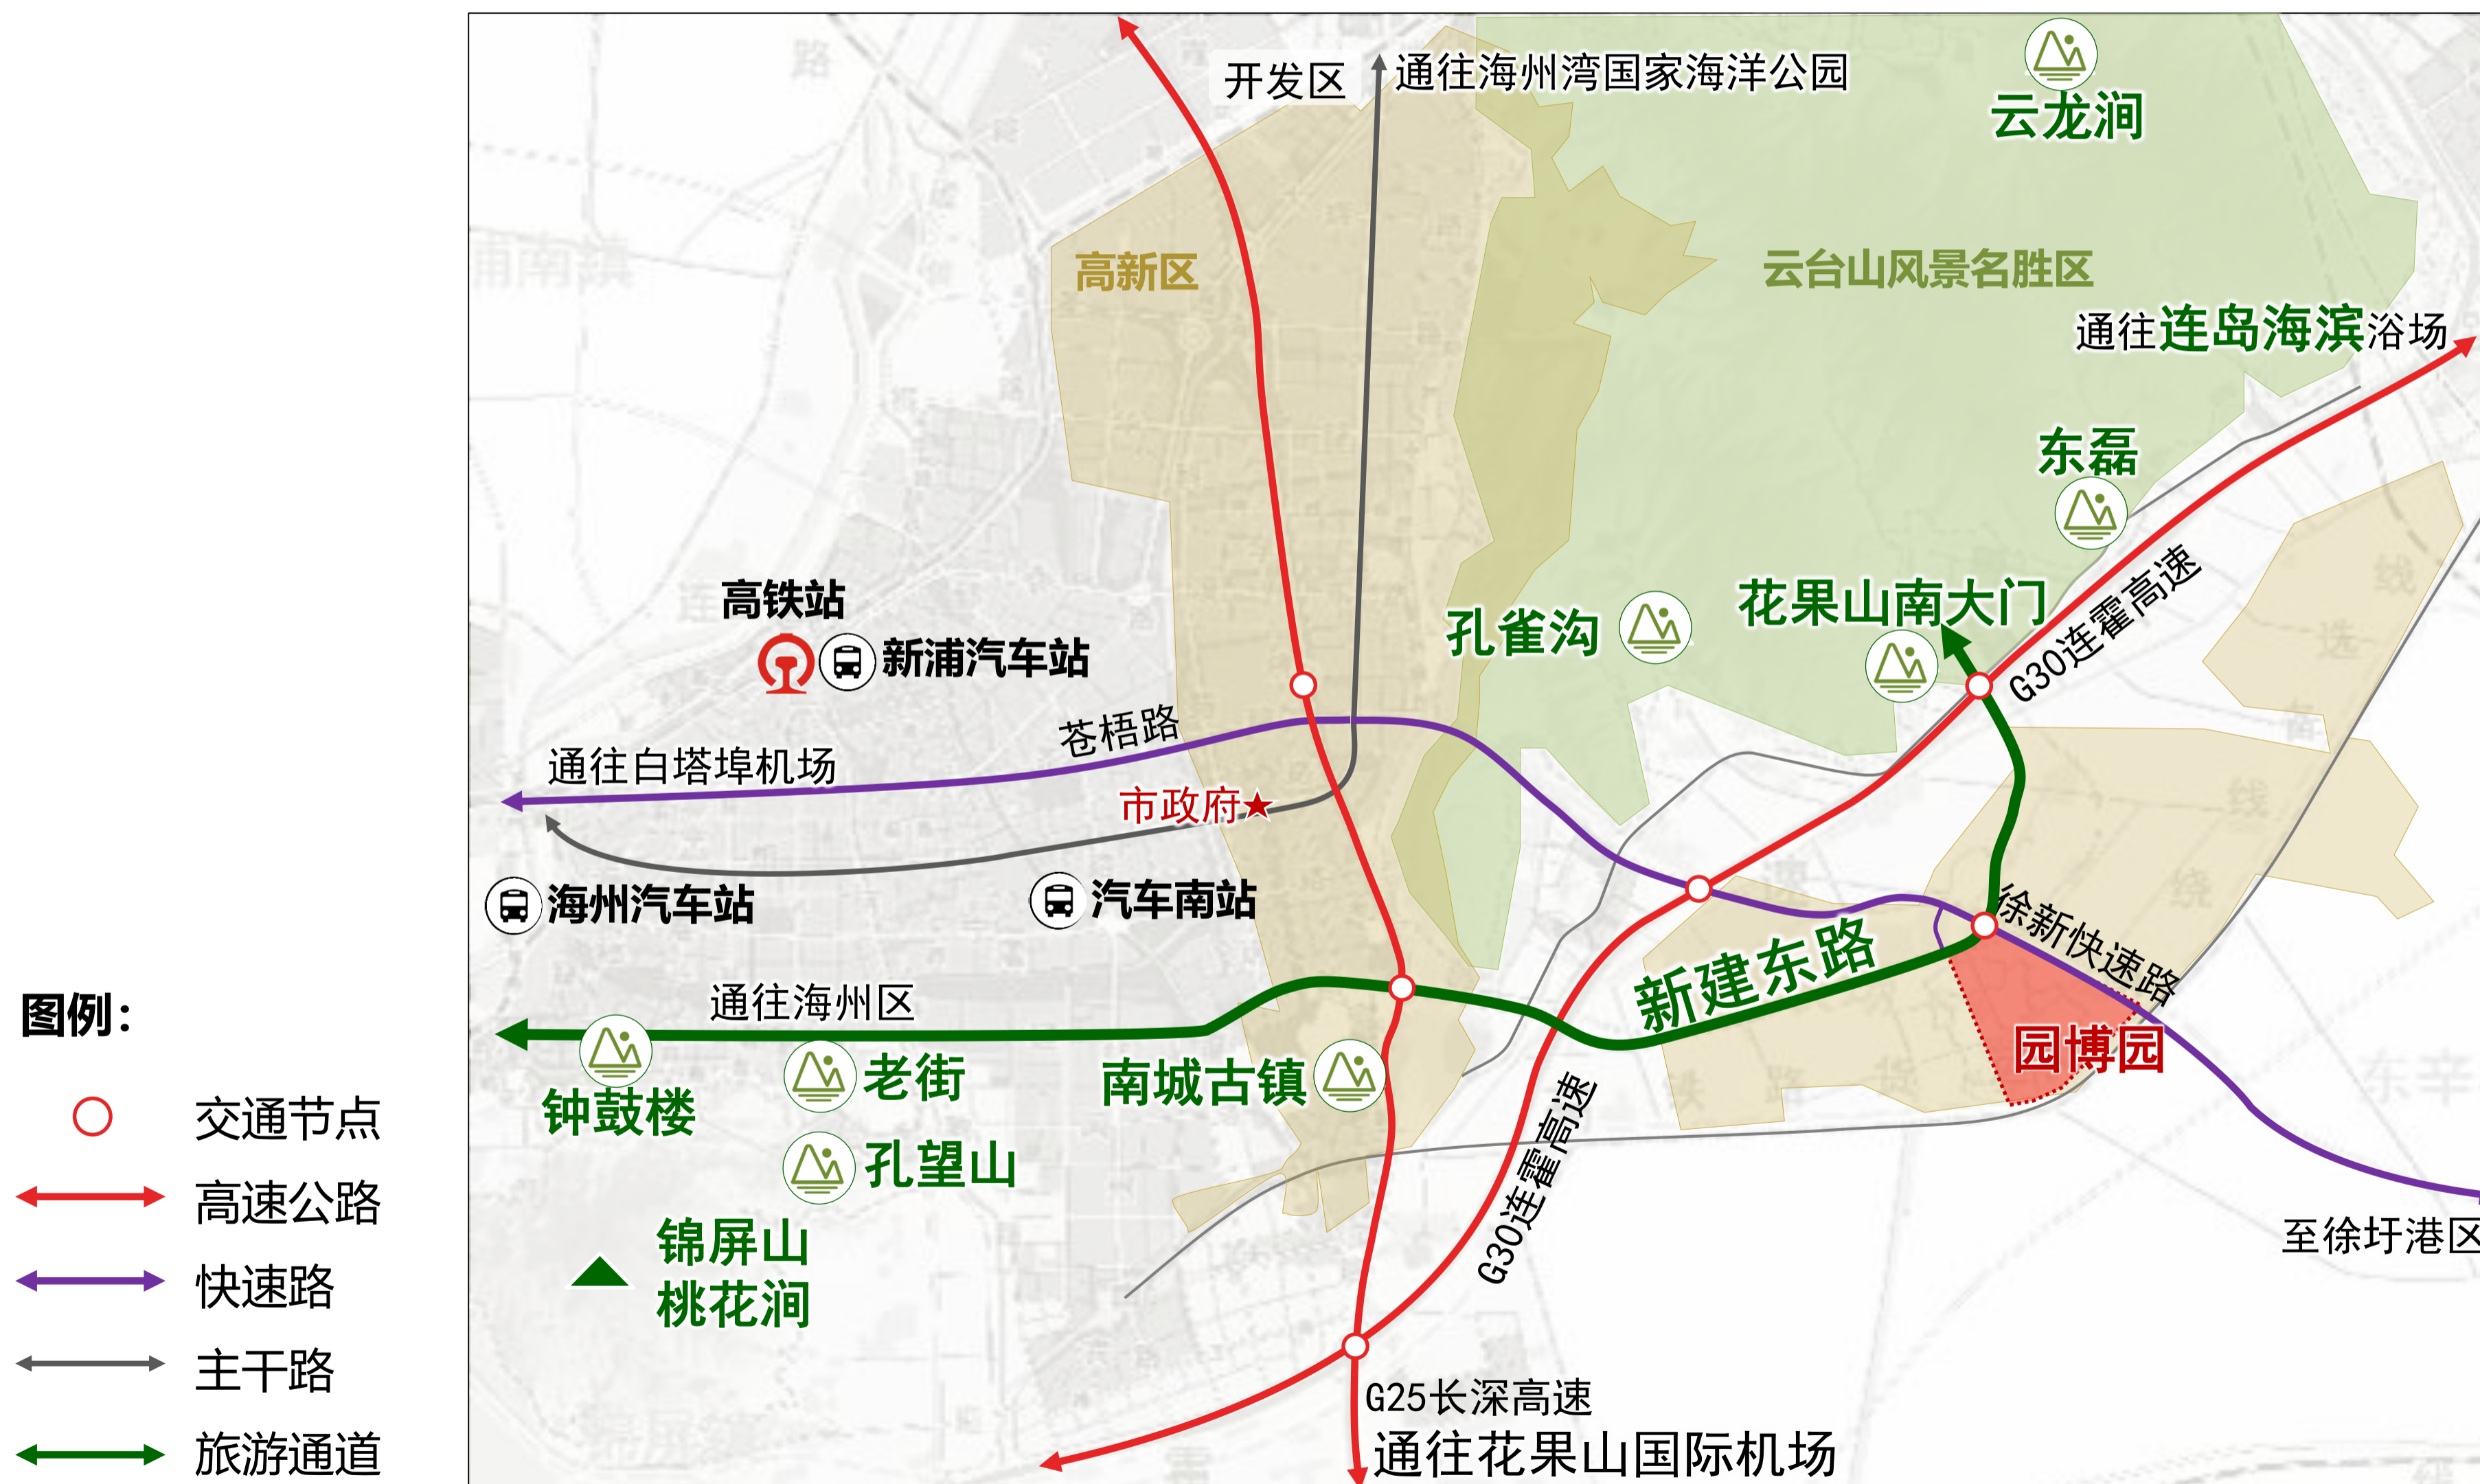 开发区
通往海州湾国家海洋公园
云龙涧
高新区
云台山风景名胜区
通往连岛海滨浴场
东磊
高铁站
新浦汽车站
孔雀沟
花果山南大门
G30连霍高速
苍梧路
通往白塔埠机场
市政府
海州汽车站
汽车南站
徐新快速路
新建东路
通往海州区
园博园
钟鼓楼
老街
南城古镇
孔望山
锦屏山
桃花涧
G30连霍高速
至徐圩港区
G25长深高速
通往花果山国际机场
图例：
交通节点
高速公路
快速路
主干路
旅游通道